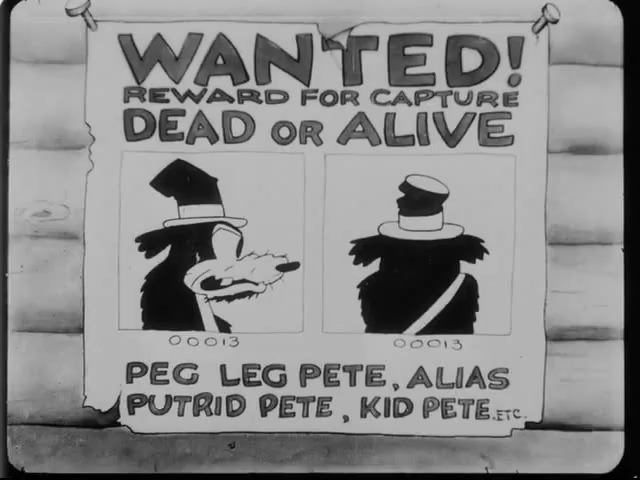 WANTED!
REWARD FOR CAPTURE
DEAD OR ALIVE
00013
00013
PEG LEG PETE, ALIAS
PUTRID PETE, KID PETE.ETC.